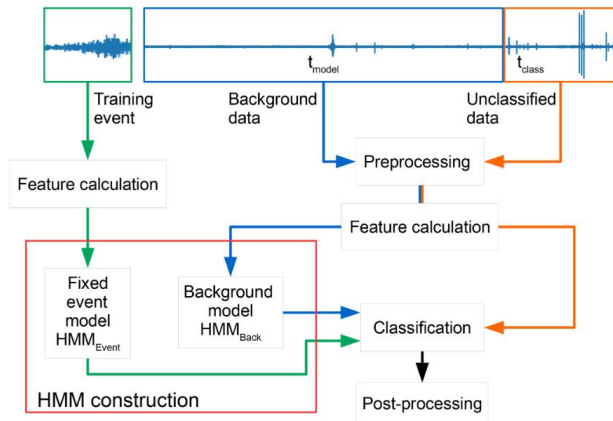 t_model
t_class
Training
event
Background
data
Unclassified
data
Preprocessing
Feature calculation
Feature calculation
Fixed
event
model
HMM_Event
Background
model
HMM_Back
Classification
HMM construction
Post-processing